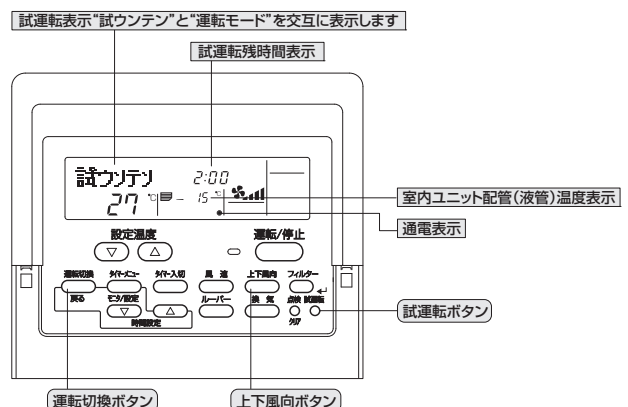 試運転表示“試ウンテン”と“運転モード”を交互に表示します
試運転残時間表示
試ウンテン 2:00
27 ℃ - 15 ℃
室内ユニット配管(液管)温度表示
通電表示
設定温度 運転/停止
▽ △
運転切換 タイマーメニュー タイマー入切 風 速 上下風向 フィルター
戻る モニタ/設定 ルーバー 換 気 点検 試運転
▽ △
時間設定 クリア
試運転ボタン
運転切換ボタン 上下風向ボタン